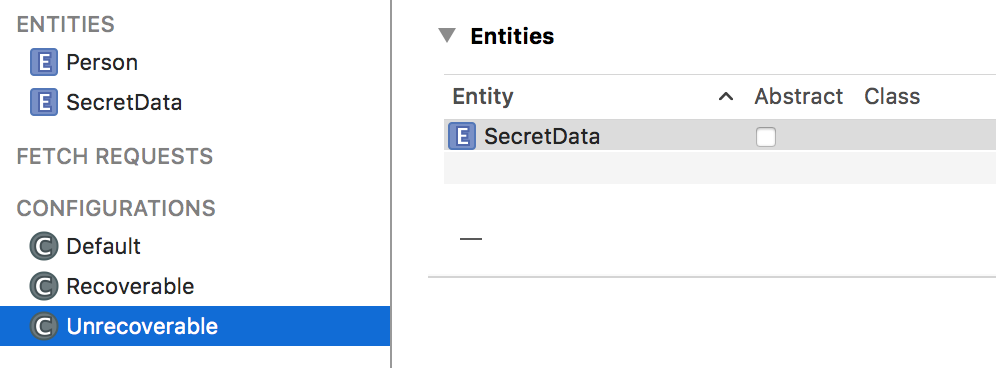 ENTITIES
E Person
E SecretData
FETCH REQUESTS
CONFIGURATIONS
C Default
C Recoverable
C Unrecoverable
Entities
Entity Abstract Class
E SecretData